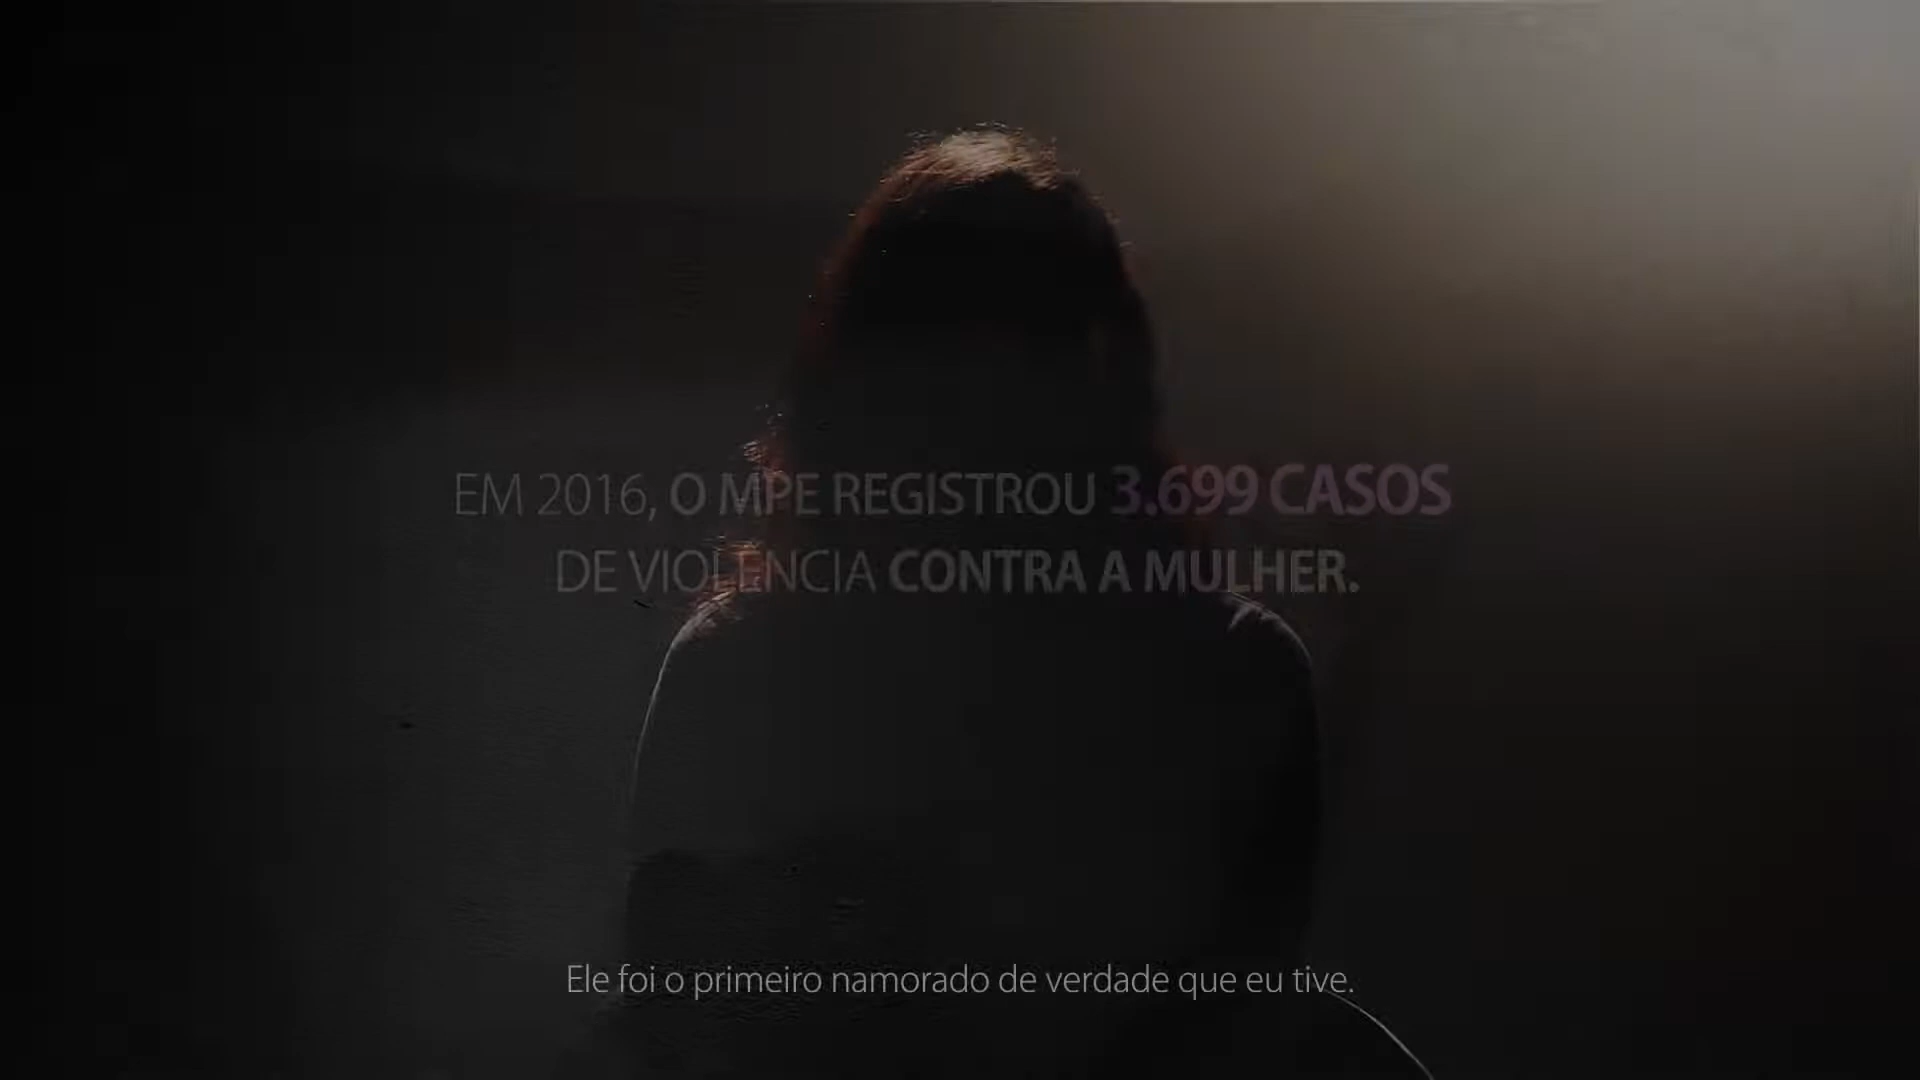 EM 2016, O MPE REGISTROU 3.699 CASOS
DE VIOLÊNCIA CONTRA A MULHER.
Ele foi o primeiro namorado de verdade que eu tive.